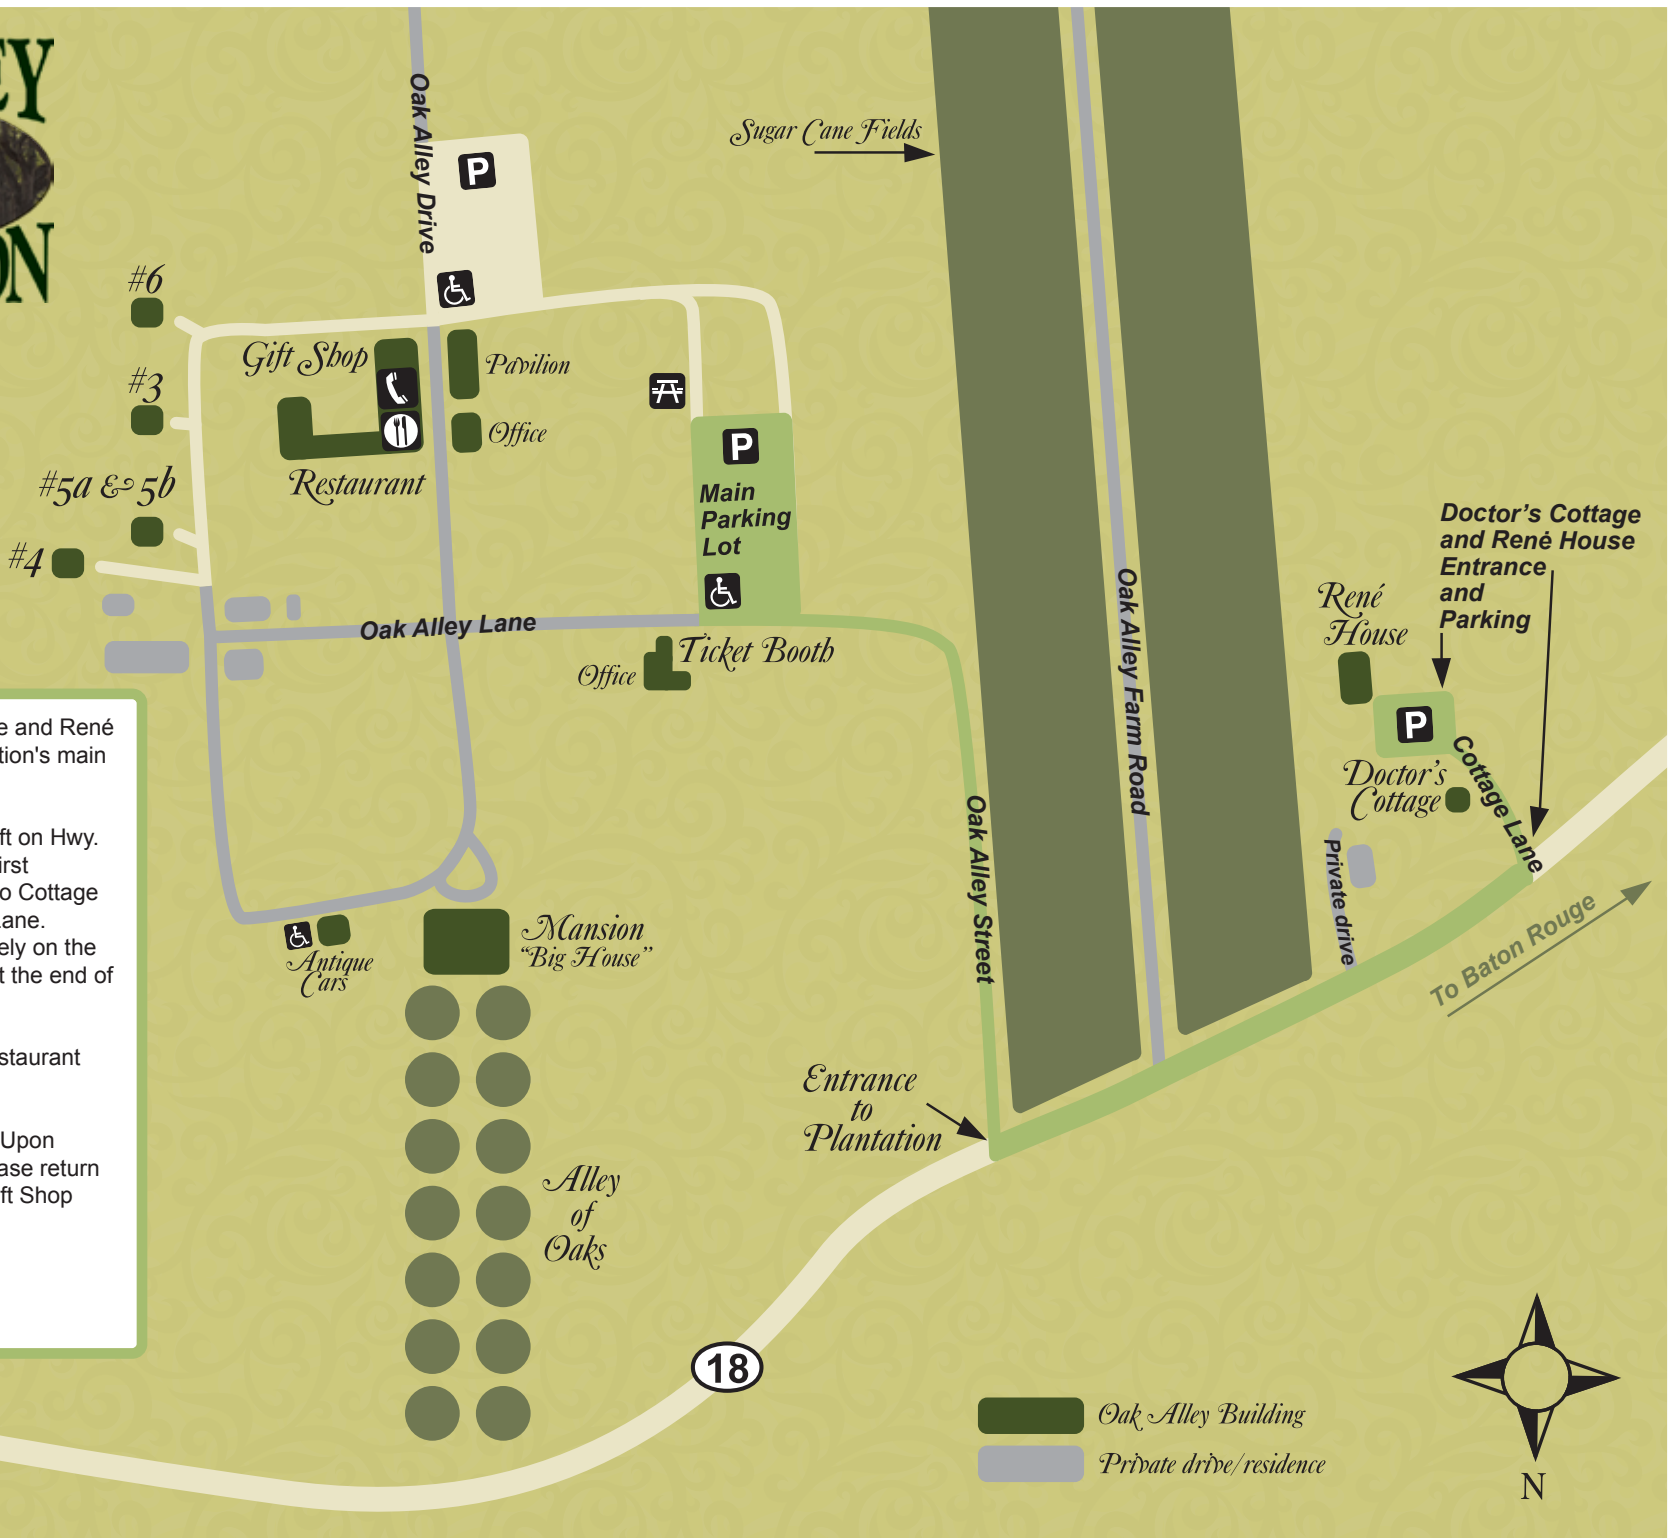 EY
ON
Oak Alley Drive
P
Sugar Cane Fields
#6
Gift Shop
Pavilion
#3
Office
Restaurant
#5a & 5b
#4
P
Main
Parking
Lot
Oak Alley Lane
Office
Ticket Booth
Oak Alley Farm Road
Oak Alley Street
Doctor's Cottage
and Renė House
Entrance
and
Parking
René
House
P
Doctor's
Cottage
Cottage Lane
Private drive
To Baton Rouge
e and René
tion's main
ft on Hwy.
irst
o Cottage
Lane.
ely on the
t the end of
staurant
Upon
ase return
ft Shop
Antique
Cars
Mansion
"Big House"
Entrance
to
Plantation
Alley
of
Oaks
18
Oak Alley Building
Private drive/residence
N